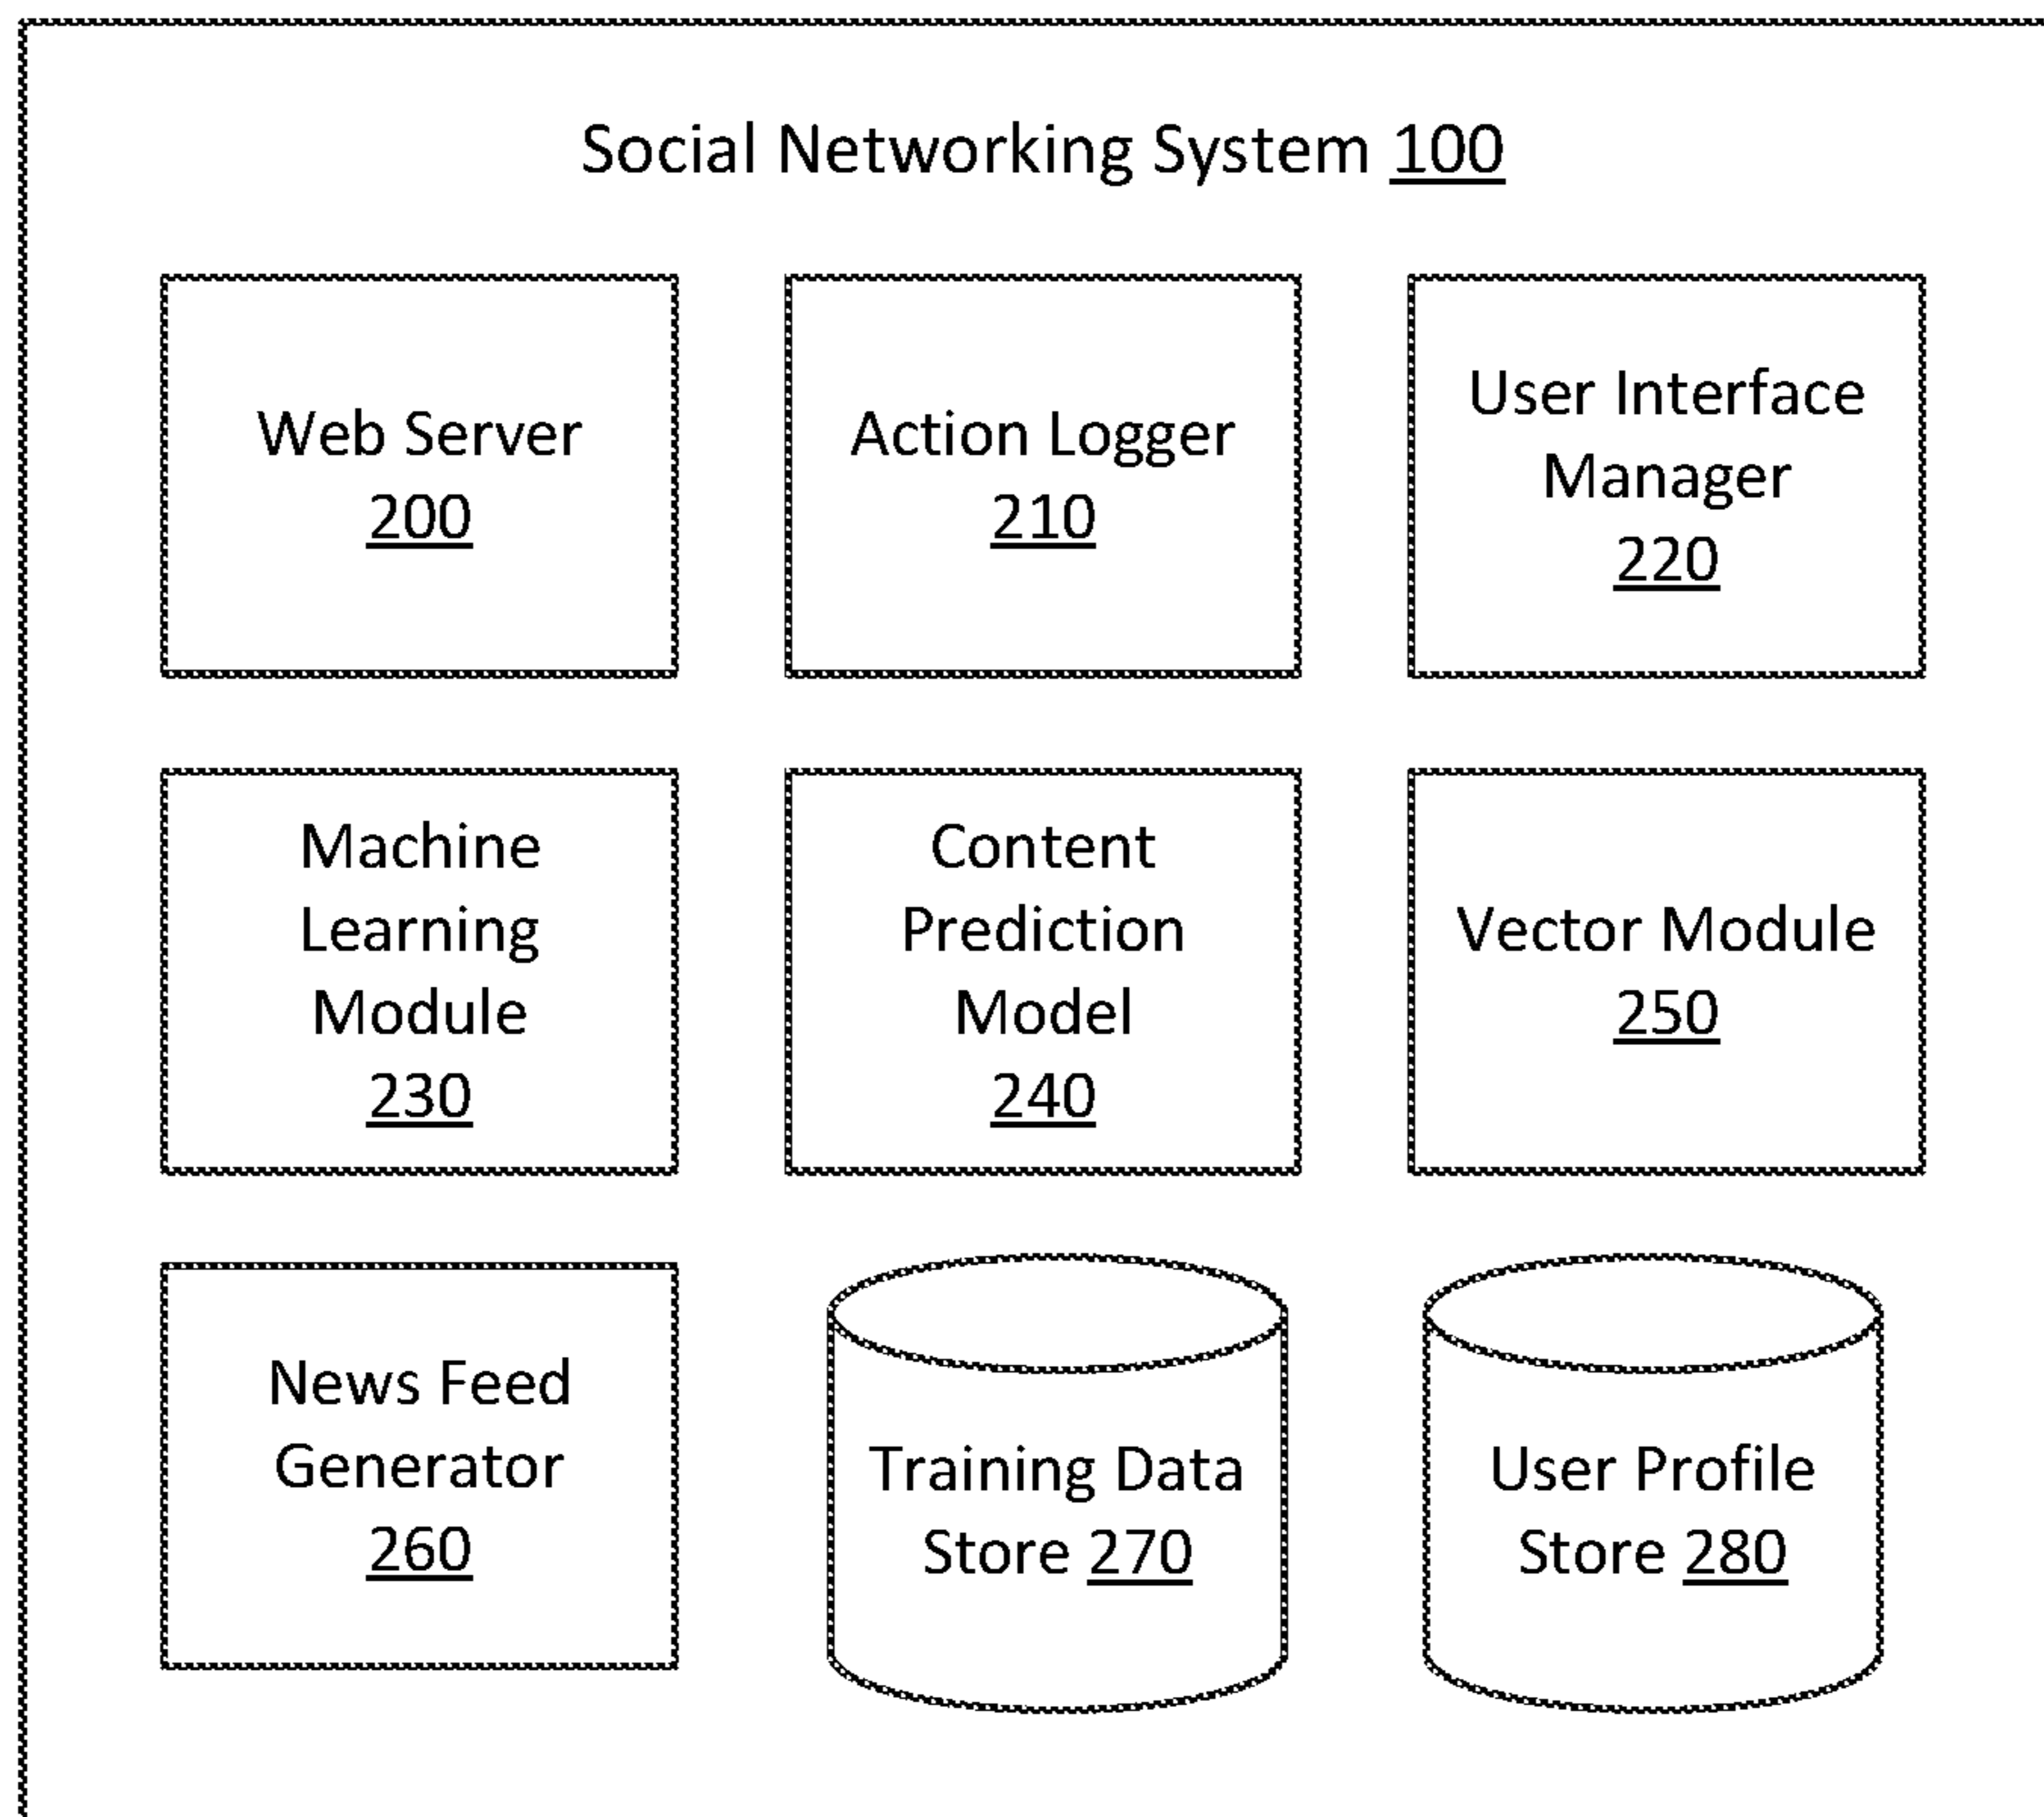 Social Networking System 100
Web Server
200
Action Logger
210
User Interface
Manager
220
Machine
Learning
Module
230
Content
Prediction
Model
240
Vector Module
250
News Feed
Generator
260
Training Data
Store 270
User Profile
Store 280